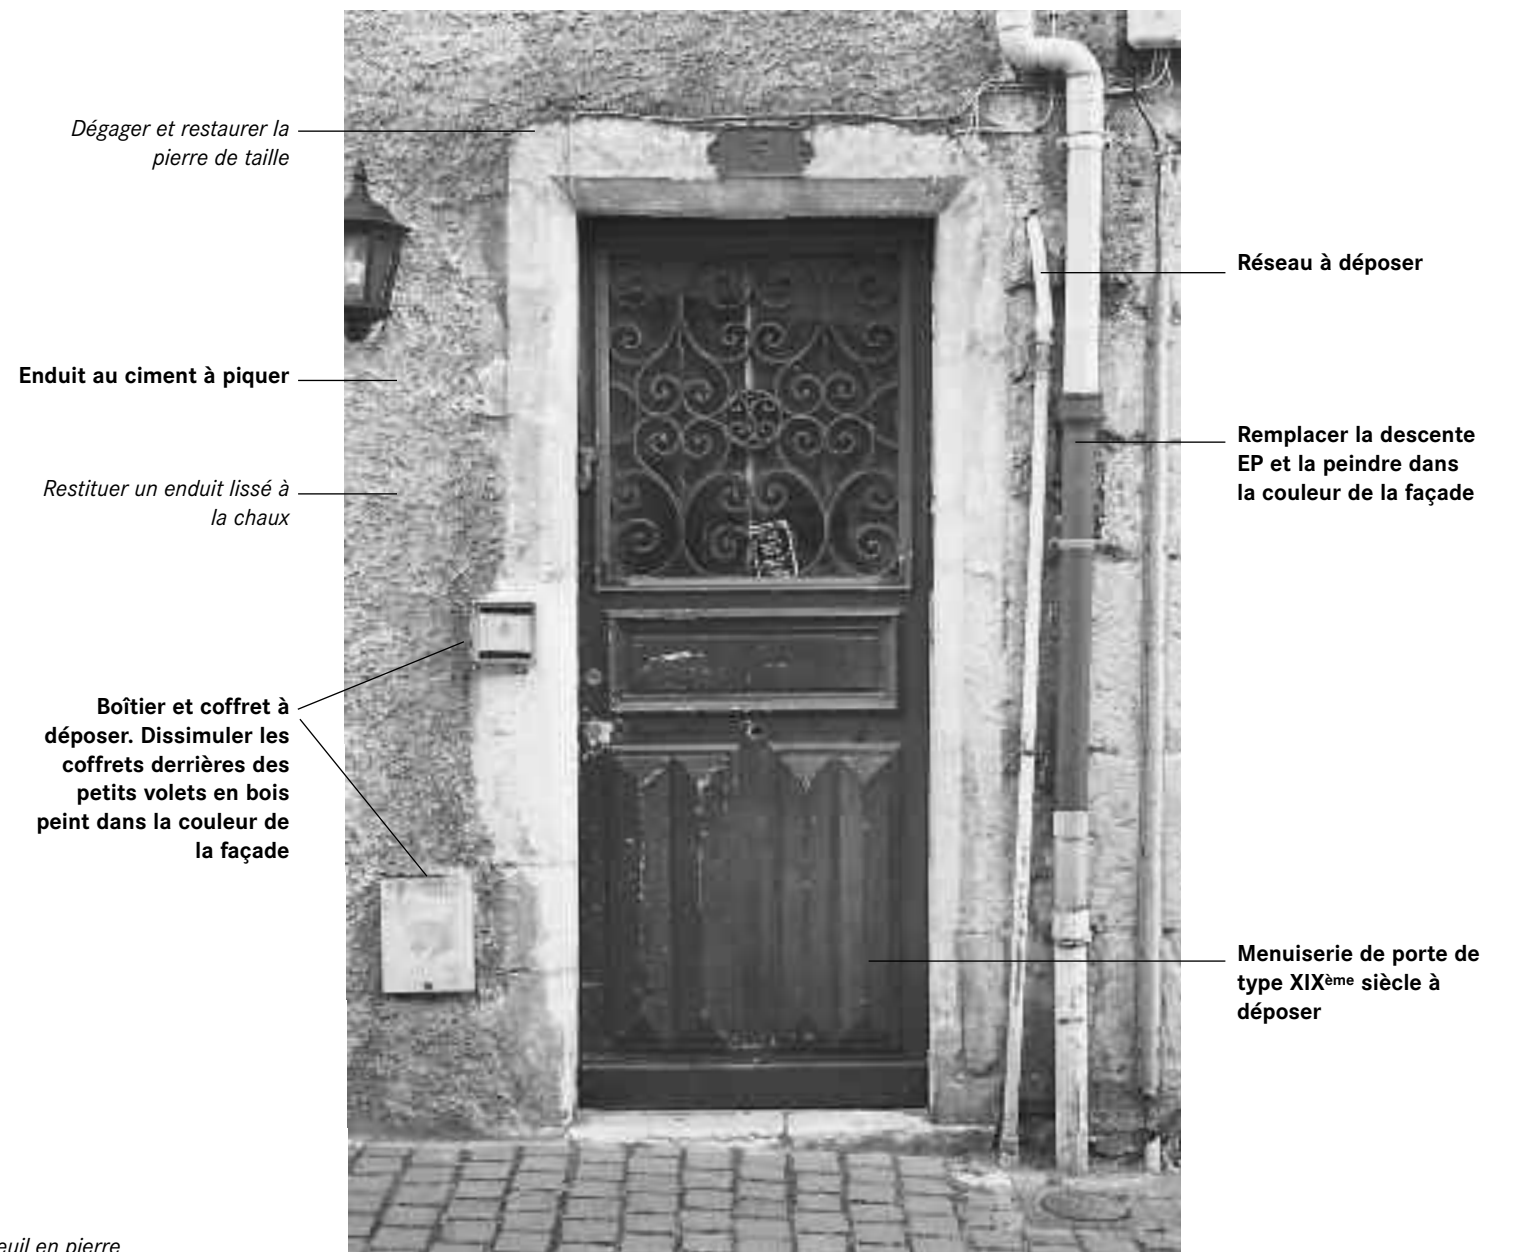 Dégager et restaurer la
pierre de taille
Enduit au ciment à piquer
Restituer un enduit lissé à
la chaux
Boîtier et coffret à
déposer. Dissimuler les
coffrets derrières des
petits volets en bois
peint dans la couleur de
la façade
Réseau à déposer
Remplacer la descente
EP et la peindre dans
la couleur de la façade
Menuiserie de porte de
type XIXème siècle à
déposer
en pierre